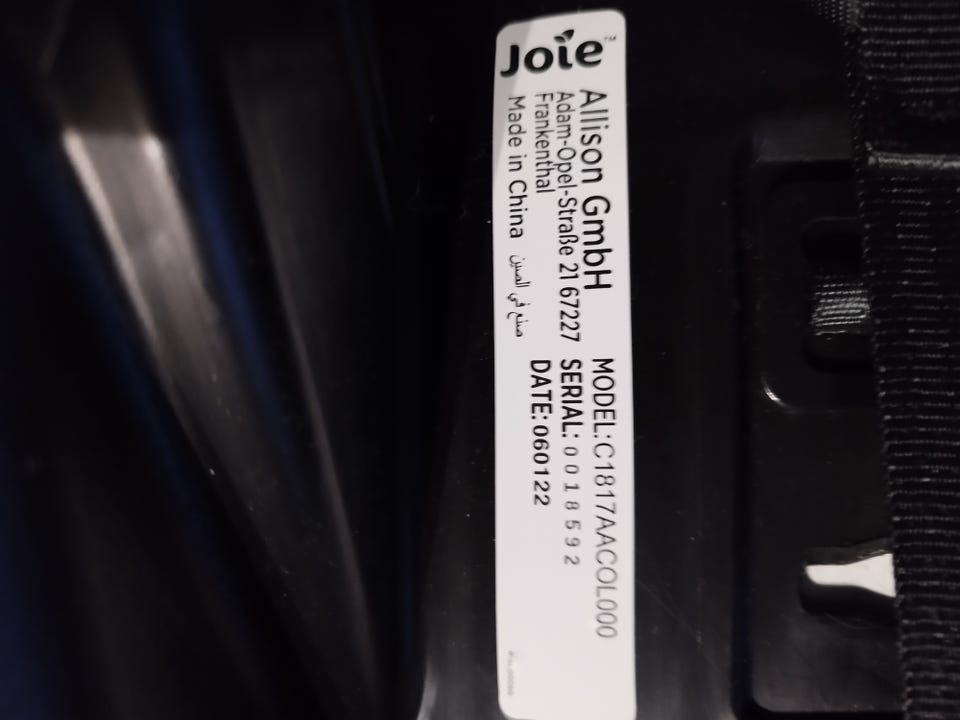 Joie™
Allison GmbH
Adam-Opel-Straße 21 67227
Frankenthal
Made in China صنع في الصين
MODEL:C1817AACOL000
SERIAL: 0018592
DATE:060122